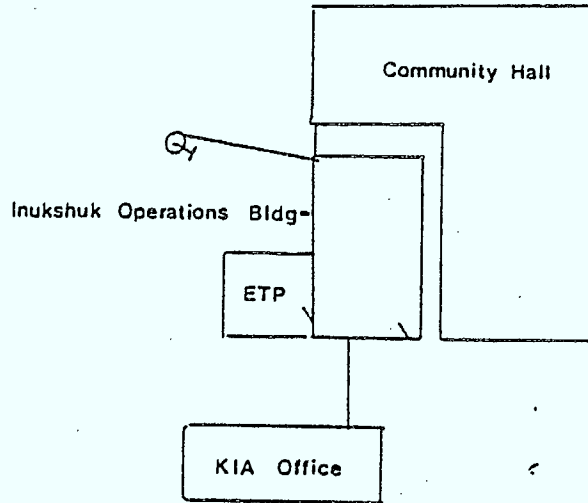 Community Hall
Inukshuk Operations Bldg-
ETP
KIA Office